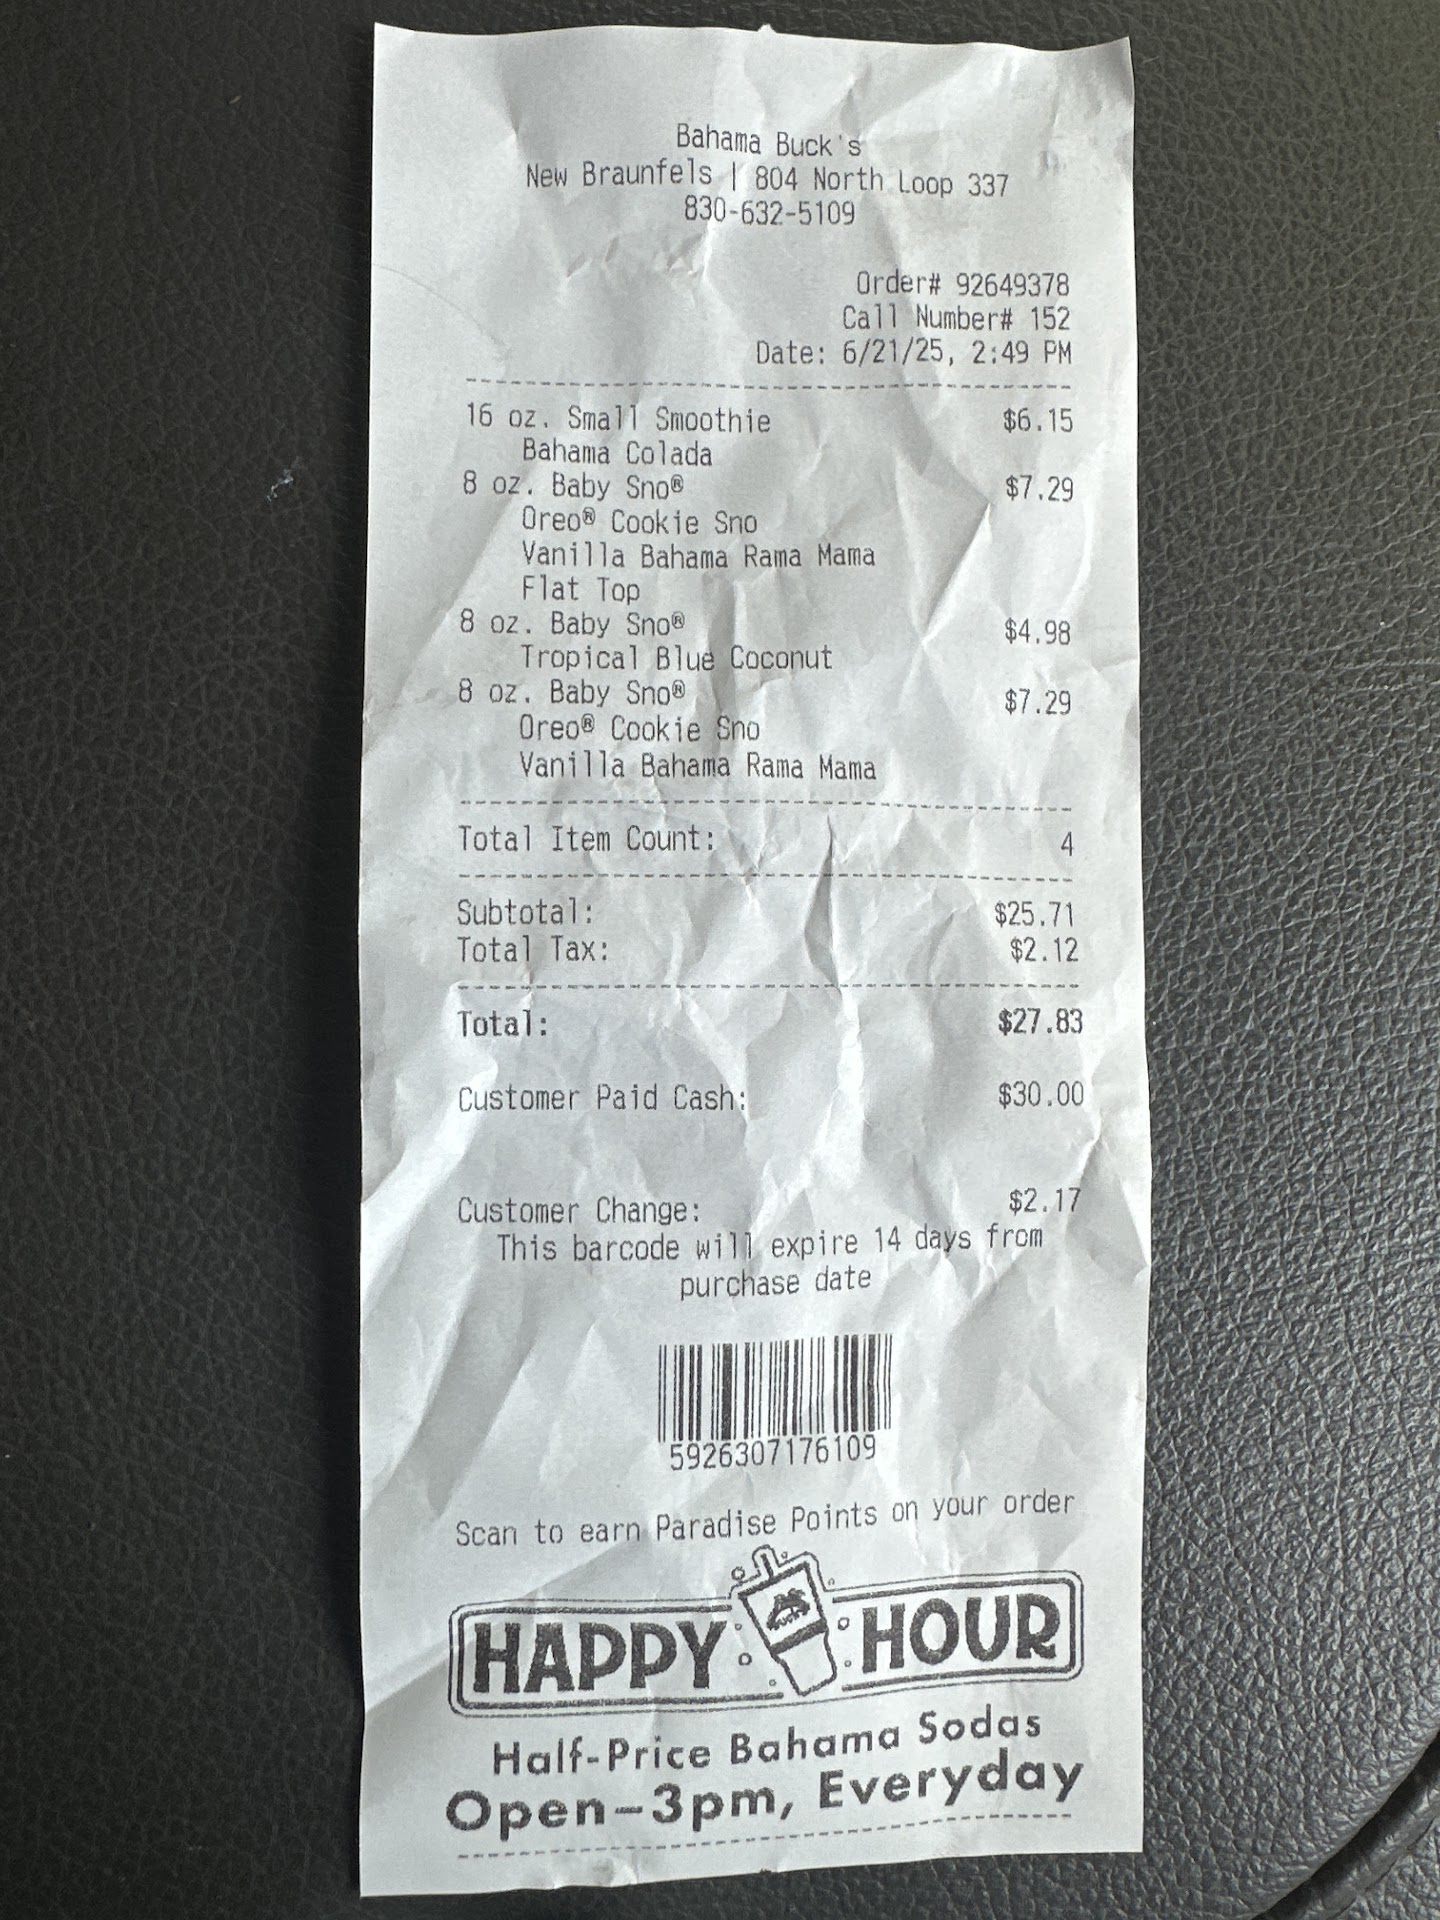 Bahama Buck's
New Braunfels | 804 North Loop 337
830-632-5109
Order# 92649378
Call Number# 152
Date: 6/21/25, 2:49 PM
16 oz. Small Smoothie $6.15
Bahama Colada
8 oz. Baby Sno® $7.29
Oreo® Cookie Sno
Vanilla Bahama Rama Mama
Flat Top
8 oz. Baby Sno® $4.98
Tropical Blue Coconut
8 oz. Baby Sno® $7.29
Oreo® Cookie Sno
Vanilla Bahama Rama Mama
Total Item Count: 4
Subtotal: $25.71
Total Tax: $2.12
Total: $27.83
Customer Paid Cash: $30.00
Customer Change: $2.17
This barcode will expire 14 days from
purchase date
5926307176109
Scan to earn Paradise Points on your order
HAPPY HOUR
Half-Price Bahama Sodas
Open-3pm, Everyday